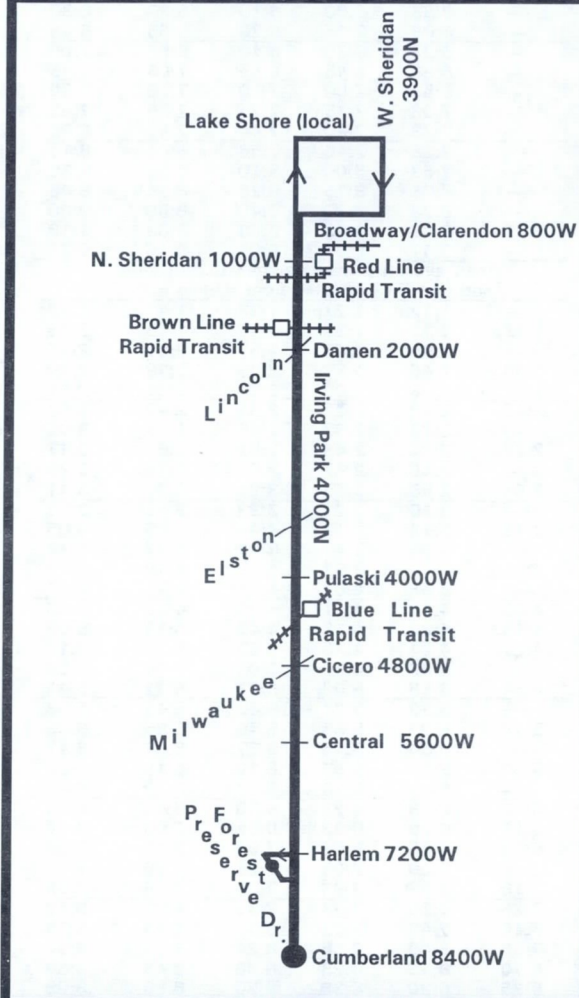 W. Sheridan
3900N
Lake Shore (local)
Broadway/Clarendon 800W
N. Sheridan 1000W
Red Line
Rapid Transit
Brown Line
Rapid Transit
Damen 2000W
Lincoln
Irving Park 4000N
Elston
Pulaski 4000W
Blue Line
Rapid Transit
Cicero 4800W
Milwaukee
Central 5600W
Forest
Preserve Dr.
Harlem 7200W
Cumberland 8400W